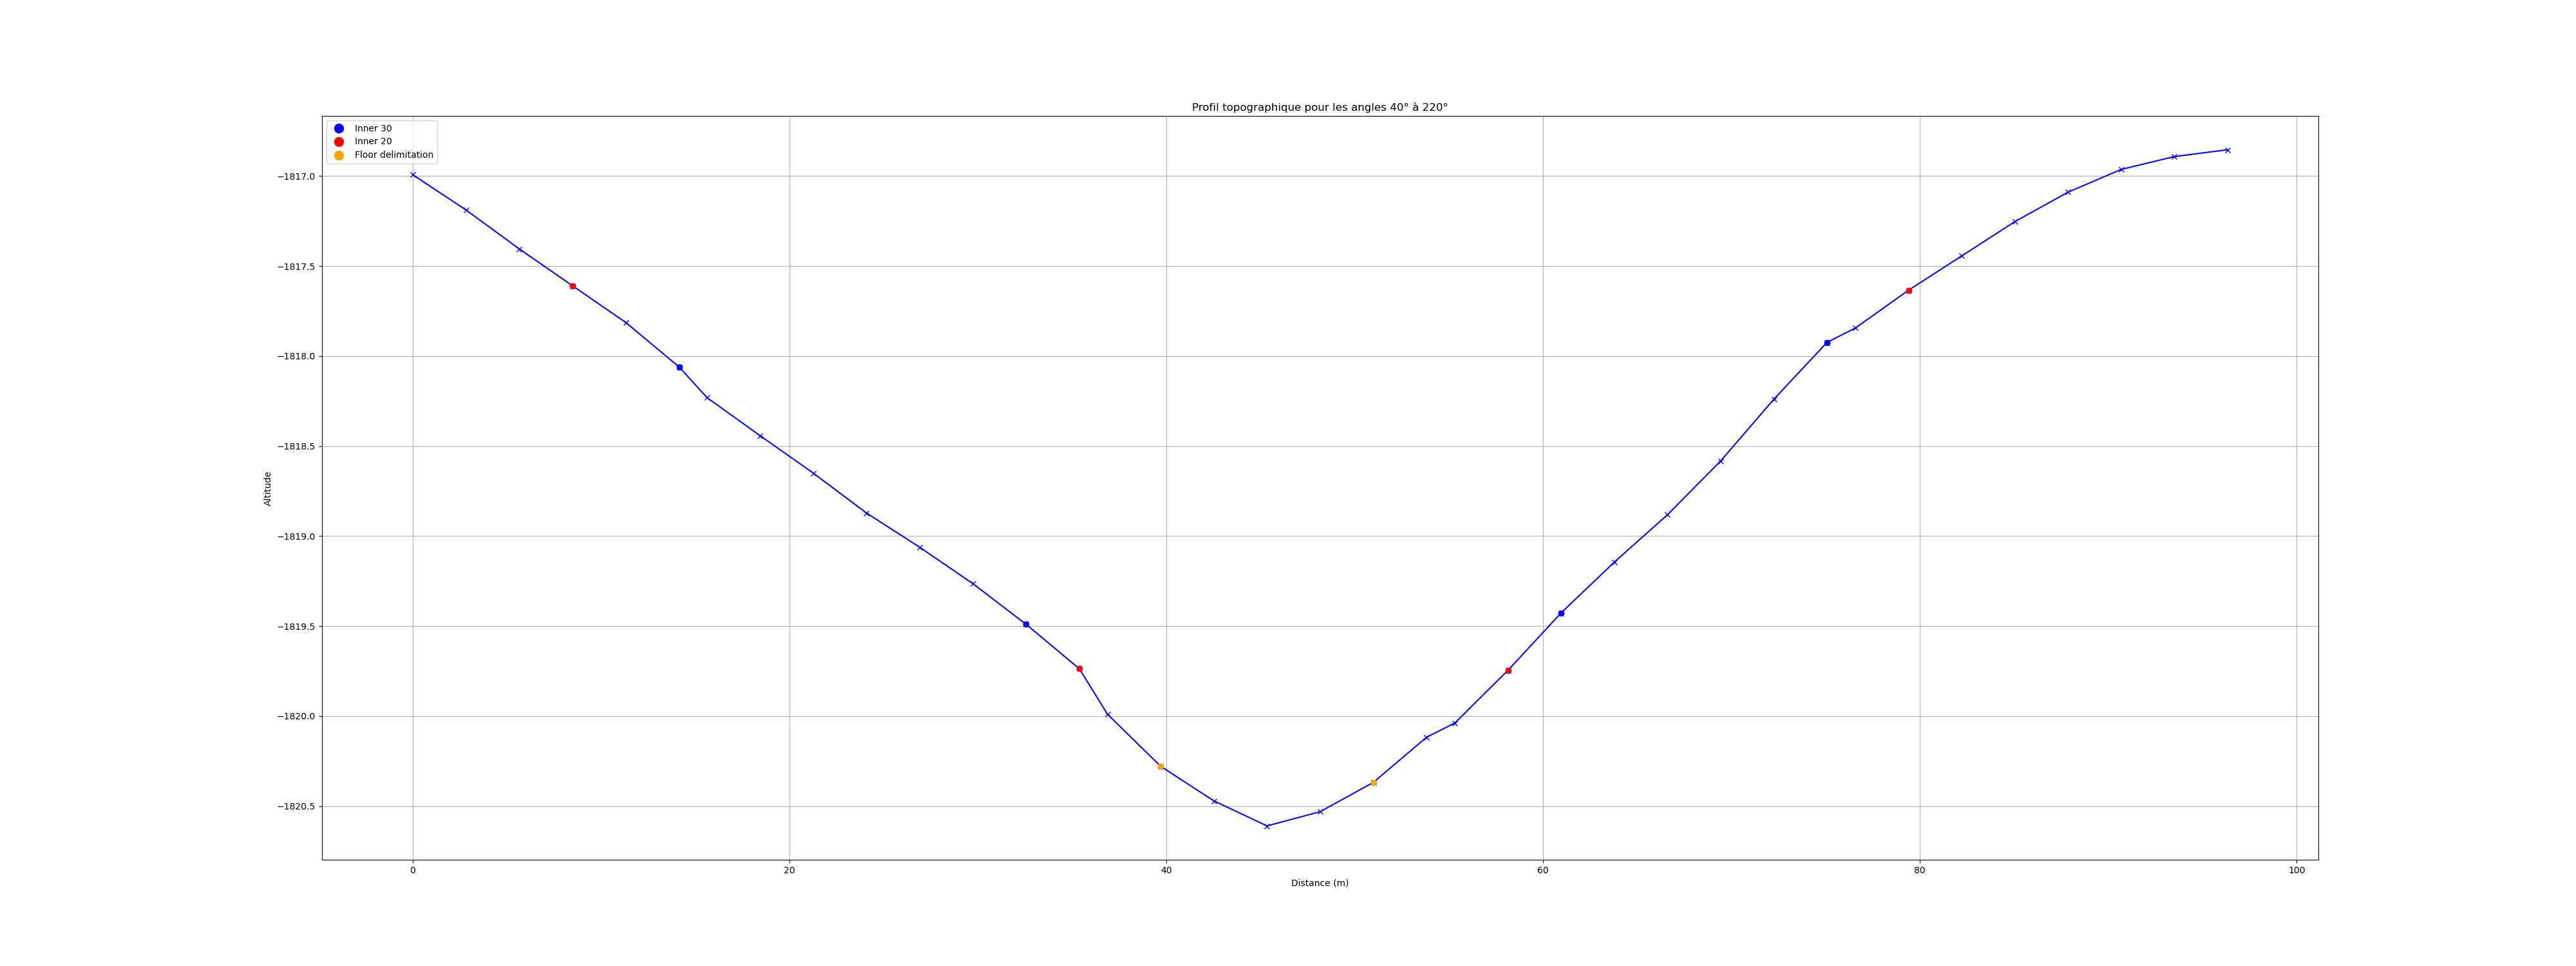 Profil topographique pour les angles 40° à 220°
Inner 30
Inner 20
Floor delimitation
−1817.0
−1817.5
−1818.0
−1818.5
−1819.0
−1819.5
−1820.0
−1820.5
Altitude
0 20 40 60 80 100
Distance (m)